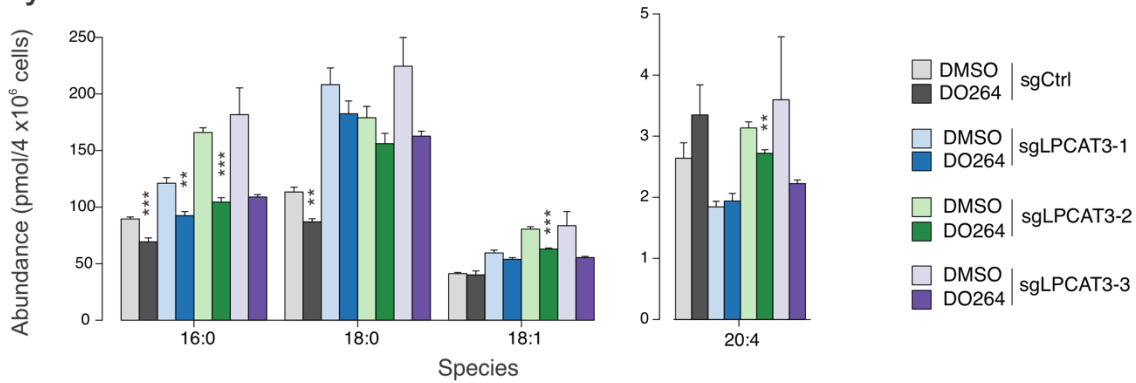 Abundance (pmol/4 x10⁶ cells)
250
200
150
100
50
0
***
**
***
**
***
16:0
18:0
18:1
5
4
3
2
1
0
**
20:4
Species
DMSO
DO264
sgCtrl
DMSO
DO264
sgLPCAT3-1
DMSO
DO264
sgLPCAT3-2
DMSO
DO264
sgLPCAT3-3